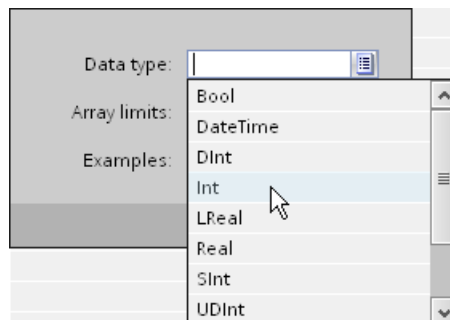 Data type:
Bool
DateTime
Array limits:
DInt
Examples:
Int
LReal
Real
SInt
UDInt